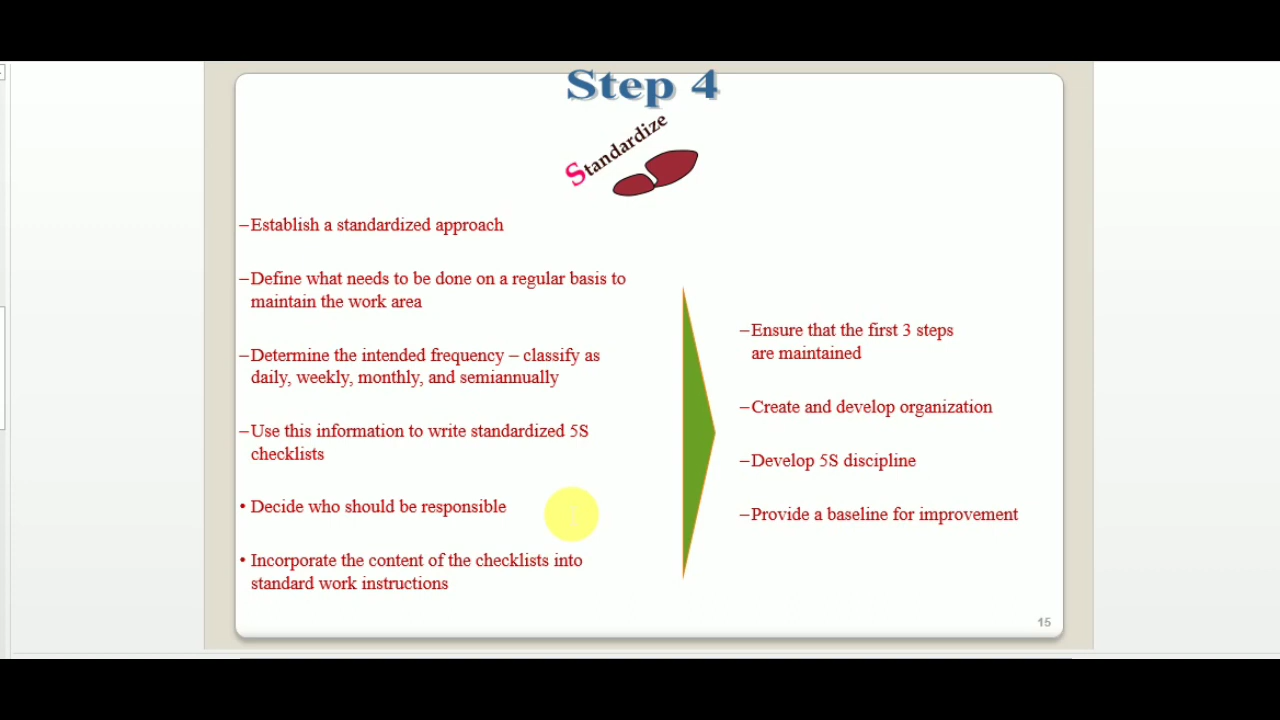 Step 4
Standardize
–Establish a standardized approach
–Define what needs to be done on a regular basis to
maintain the work area
–Determine the intended frequency – classify as
daily, weekly, monthly, and semiannually
–Use this information to write standardized 5S
checklists
• Decide who should be responsible
• Incorporate the content of the checklists into
standard work instructions
–Ensure that the first 3 steps
are maintained
–Create and develop organization
–Develop 5S discipline
–Provide a baseline for improvement
15